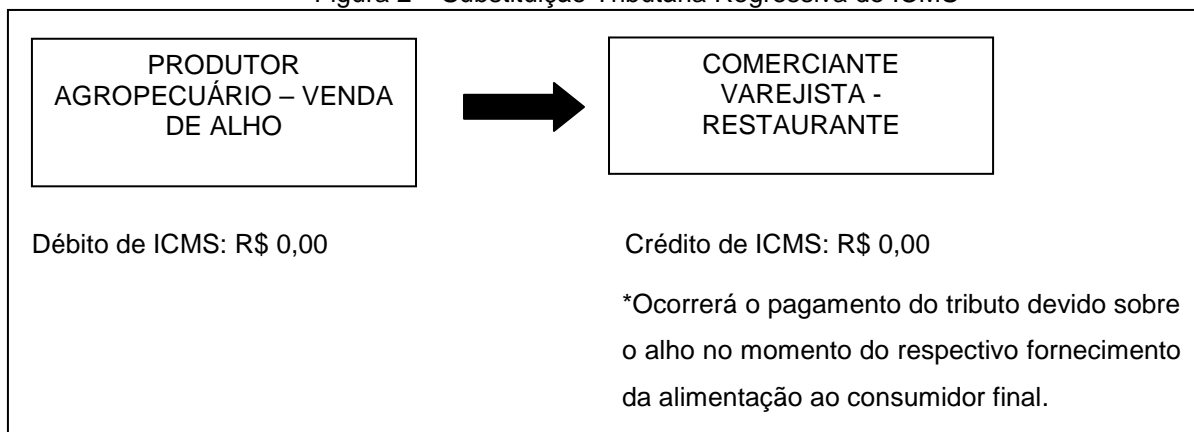 Figura 2 – Substituição Tributária Regressiva do ICMS
PRODUTOR
AGROPECUÁRIO – VENDA
DE ALHO
COMERCIANTE
VAREJISTA -
RESTAURANTE
Débito de ICMS: R$ 0,00
Crédito de ICMS: R$ 0,00
*Ocorrerá o pagamento do tributo devido sobre
o alho no momento do respectivo fornecimento
da alimentação ao consumidor final.